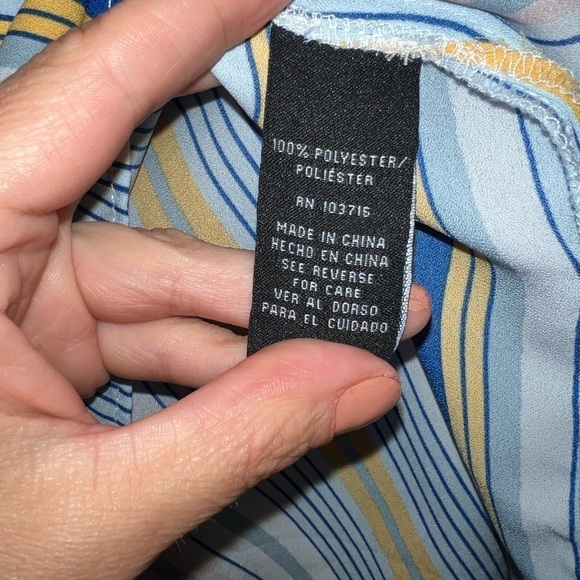 100% POLYESTER/
POLIÉSTER
RN 103715
MADE IN CHINA
HECHO EN CHINA
SEE REVERSE
FOR CARE
VER AL DORSO
PARA EL CUIDADO